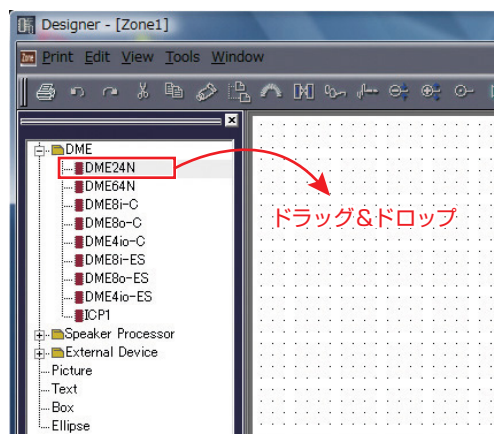 Designer - [Zone1]
Zone Print Edit View Tools Window
DME
DME24N
DME64N
DME8i-C
DME8o-C
DME4io-C
DME8i-ES
DME8o-ES
DME4io-ES
ICP1
Speaker Processor
External Device
Picture
Text
Box
Ellipse
ドラッグ&ドロップ